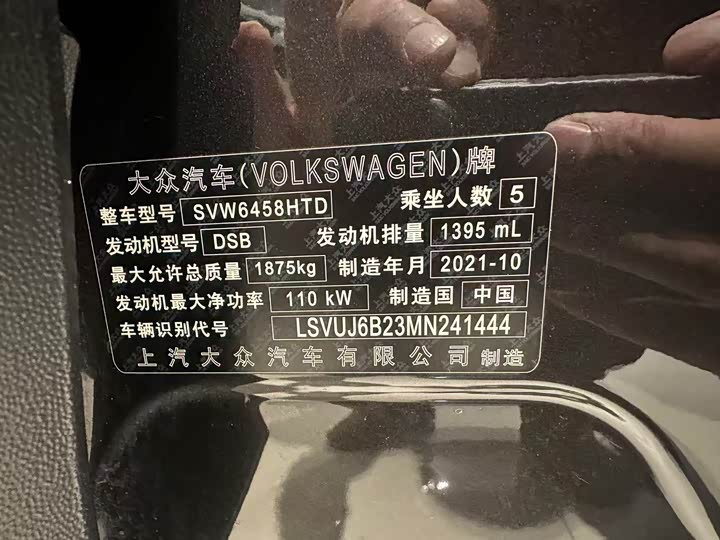 大众汽车(VOLKSWAGEN)牌
整车型号 SVW6458HTD 乘坐人数 5
发动机型号 DSB 发动机排量 1395 mL
最大允许总质量 1875kg 制造年月 2021-10
发动机最大净功率 110 kW 制造国 中国
车辆识别代号 LSVUJ6B23MN241444
上汽大众汽车有限公司 制造